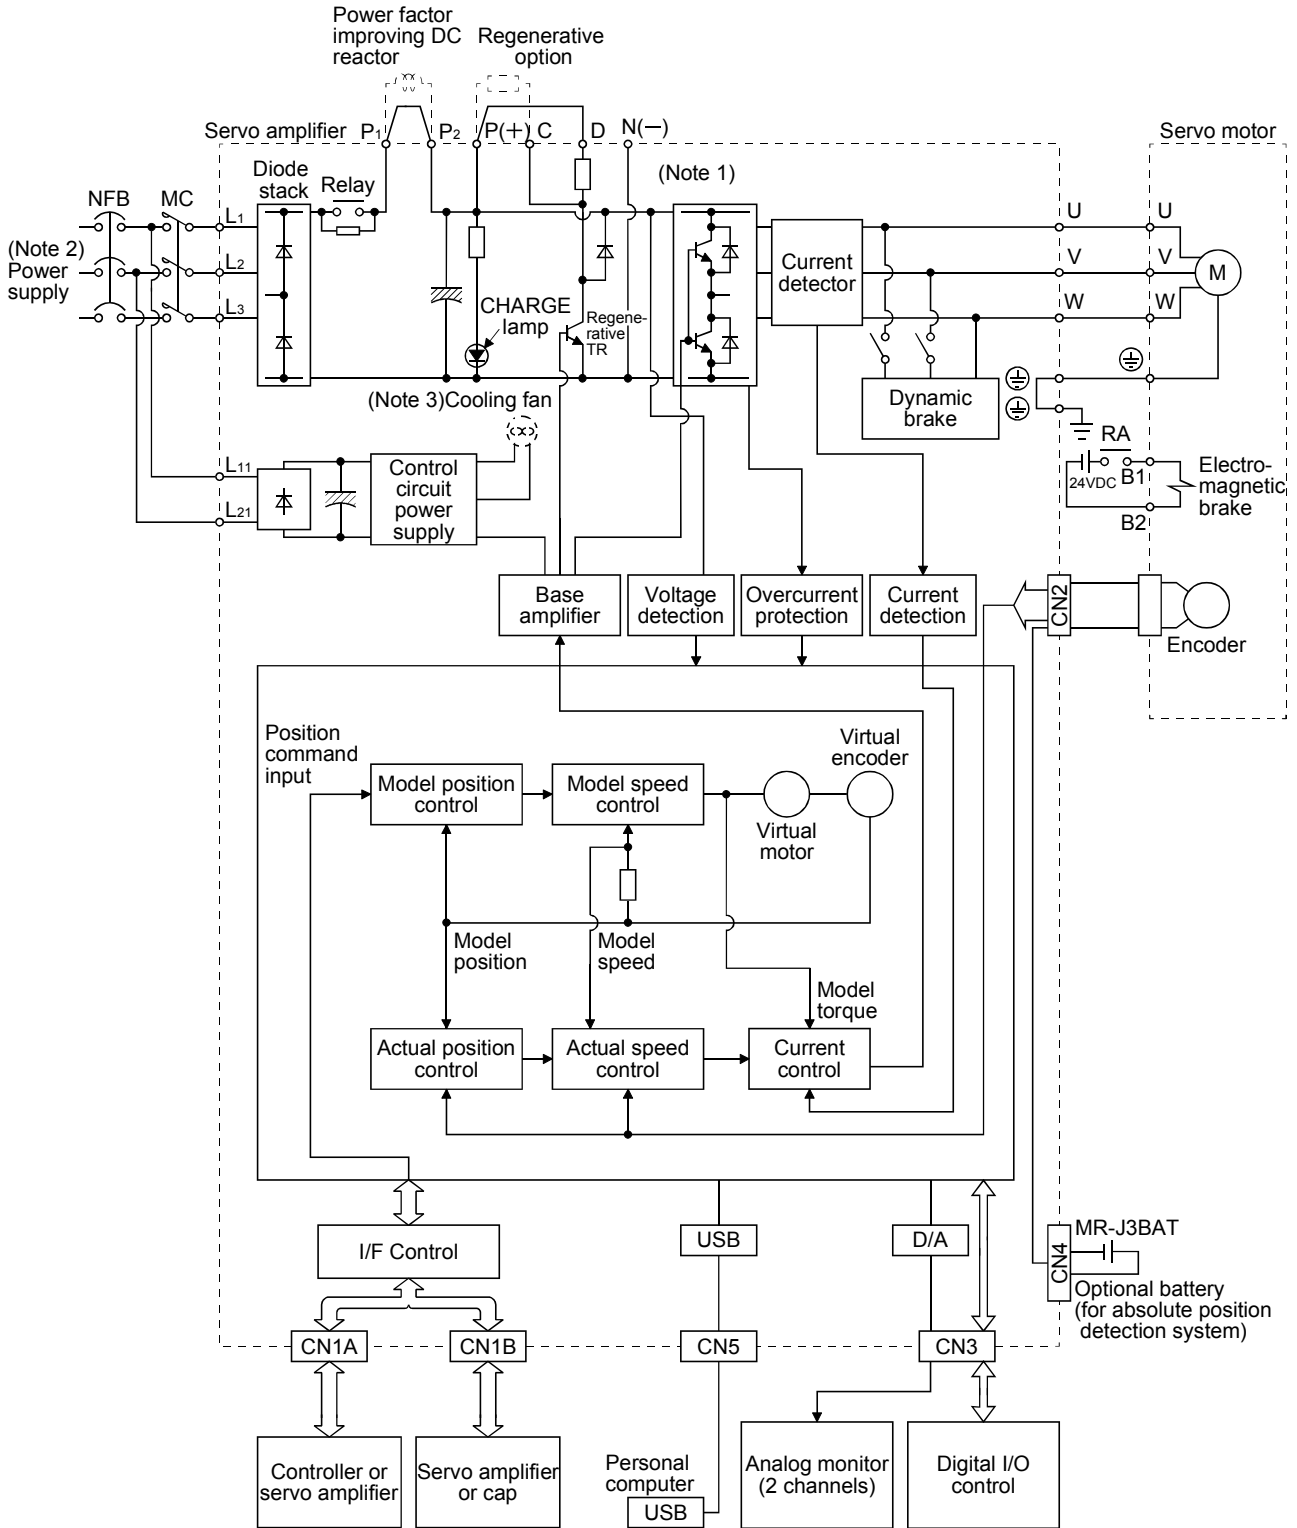 Power factor
improving DC
reactor
Regenerative
option
Servo amplifier
P1
P2
P(+)
C
D
N(−)
Servo motor
Diode
stack
Relay
(Note 1)
NFB
MC
L1
U
U
(Note 2)
Power
supply
L2
Current
detector
V
V
M
L3
CHARGE
lamp
Regene-
rative
TR
W
W
(Note 3)Cooling fan
Dynamic
brake
RA
L11
Control
circuit
power
supply
24VDC
B1
Electro-
magnetic
brake
L21
B2
Base
amplifier
Voltage
detection
Overcurrent
protection
Current
detection
CN2
Encoder
Position
command
input
Virtual
encoder
Model position
control
Model speed
control
Virtual
motor
Model
position
Model
speed
Model
torque
Actual position
control
Actual speed
control
Current
control
I/F Control
USB
D/A
CN4
MR-J3BAT
Optional battery
(for absolute position
detection system)
CN1A
CN1B
CN5
CN3
Controller or
servo amplifier
Servo amplifier
or cap
Personal
computer
USB
Analog monitor
(2 channels)
Digital I/O
control